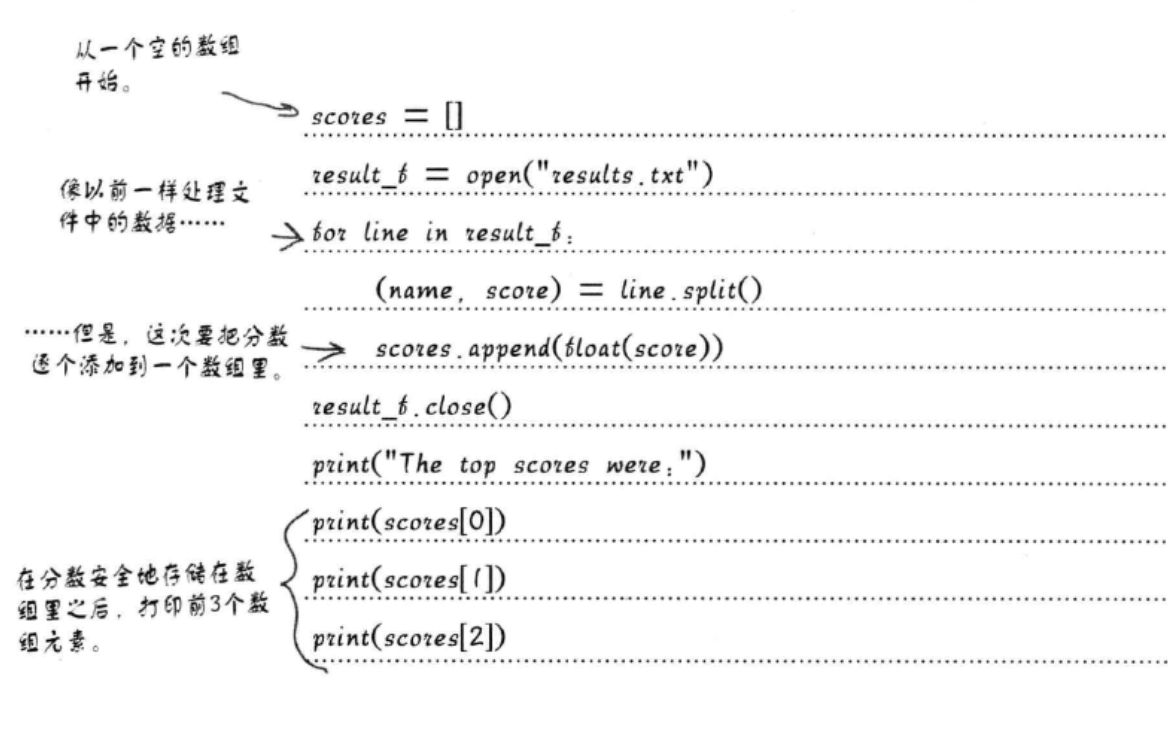 从一个空的数组
开始。
scores = []
result_f = open("results.txt")
像以前一样处理文
件中的数据……
for line in result_f:
(name, score) = line.split()
……但是，这次要把分数
逐个添加到一个数组里。
scores.append(float(score))
result_f.close()
print("The top scores were:")
print(scores[0])
在分数安全地存储在数
组里之后，打印前3个数
组元素。
print(scores[1])
print(scores[2])